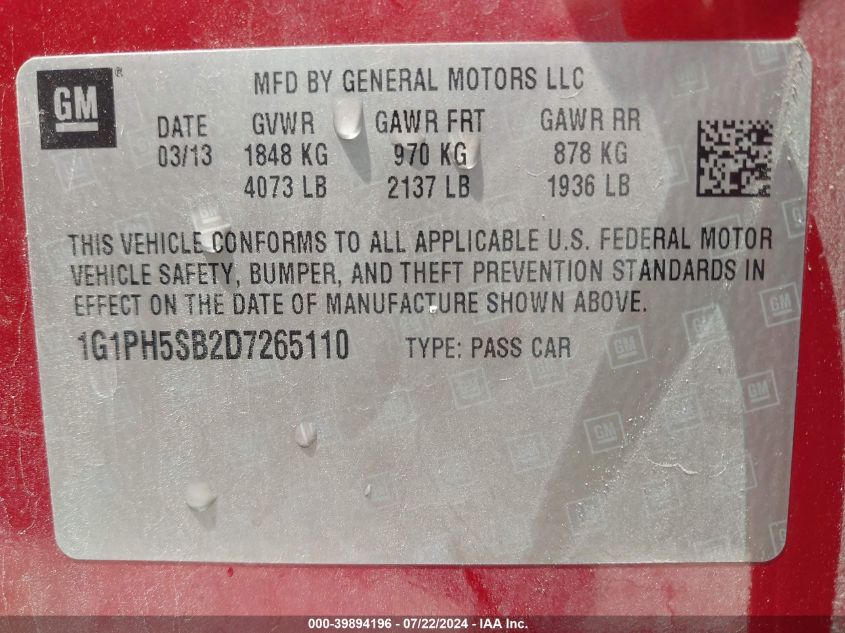 GM ®
MFD BY GENERAL MOTORS LLC
DATE GVWR GAWR FRT GAWR RR
03/13 1848 KG 970 KG 878 KG
4073 LB 2137 LB 1936 LB
THIS VEHICLE CONFORMS TO ALL APPLICABLE U.S. FEDERAL MOTOR
VEHICLE SAFETY, BUMPER, AND THEFT PREVENTION STANDARDS IN
EFFECT ON THE DATE OF MANUFACTURE SHOWN ABOVE.
1G1PH5SB2D7265110 TYPE: PASS CAR
000-39894196 - 07/22/2024 - IAA Inc.